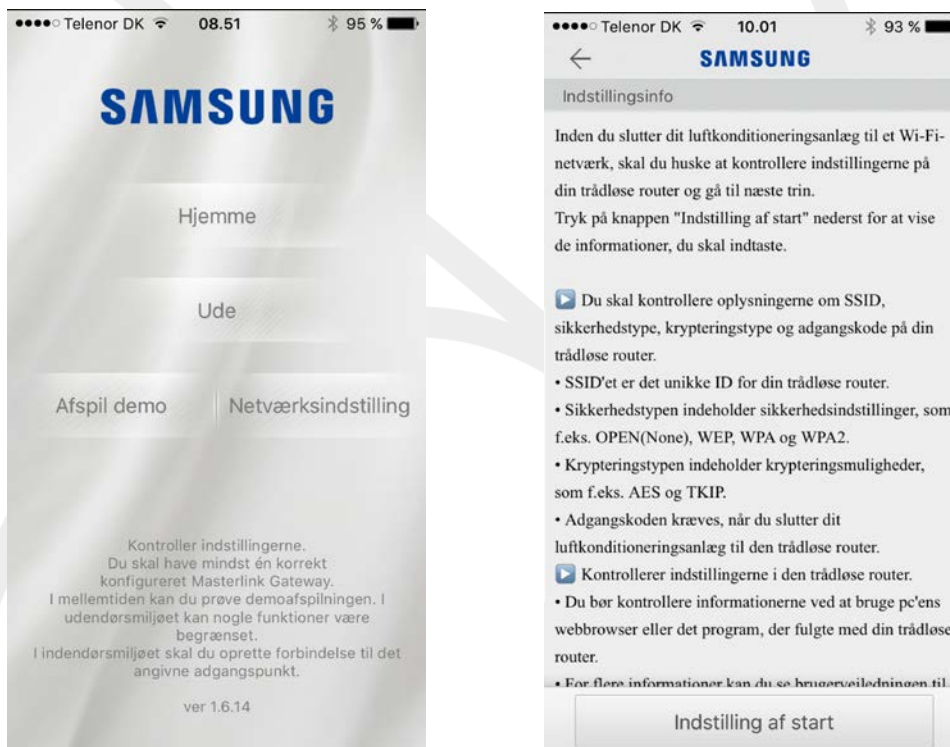 Telenor DK 08.51 95 %
SAMSUNG
Hjemme
Ude
Afspil demo Netværksindstilling
Kontroller indstillingerne.
Du skal have mindst én korrekt
konfigureret Masterlink Gateway.
I mellemtiden kan du prøve demoafspilningen. I
udendørsmiljøet kan nogle funktioner være
begrænset.
I indendørsmiljøet skal du oprette forbindelse til det
angivne adgangspunkt.
ver 1.6.14
Telenor DK 10.01 93 %
SAMSUNG
Indstillingsinfo
Inden du slutter dit luftkonditioneringsanlæg til et Wi-Fi-
netværk, skal du huske at kontrollere indstillingerne på
din trådløse router og gå til næste trin.
Tryk på knappen "Indstilling af start" nederst for at vise
de informationer, du skal indtaste.
Du skal kontrollere oplysningerne om SSID,
sikkerhedstype, krypteringstype og adgangskode på din
trådløse router.
• SSID'et er det unikke ID for din trådløse router.
• Sikkerhedstypen indeholder sikkerhedsindstillinger, som
f.eks. OPEN(None), WEP, WPA og WPA2.
• Krypteringstypen indeholder krypteringsmuligheder,
som f.eks. AES og TKIP.
• Adgangskoden kræves, når du slutter dit
luftkonditioneringsanlæg til den trådløse router.
Kontrollerer indstillingerne i den trådløse router.
• Du bør kontrollere informationerne ved at bruge pc'ens
webbrowser eller det program, der fulgte med din trådløse
router.
• For flere informationer kan du se brugervejledningen til
Indstilling af start